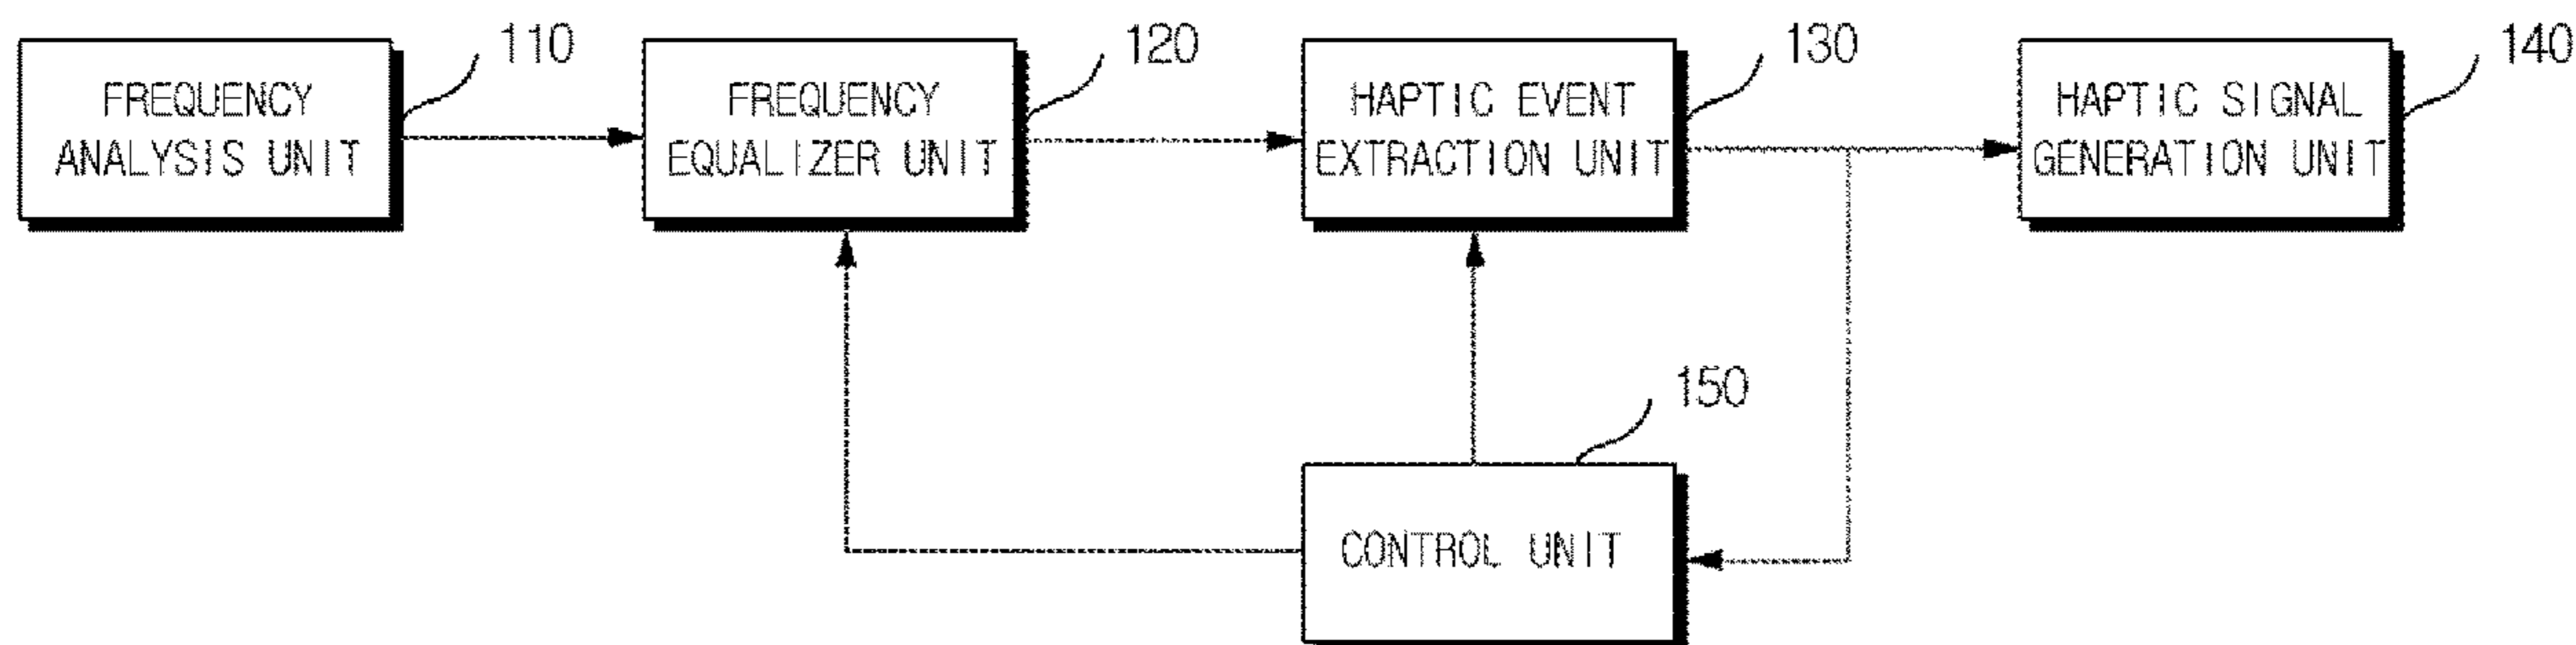 110
FREQUENCY
ANALYSIS UNIT
120
FREQUENCY
EQUALIZER UNIT
130
HAPTIC EVENT
EXTRACTION UNIT
140
HAPTIC SIGNAL
GENERATION UNIT
150
CONTROL UNIT